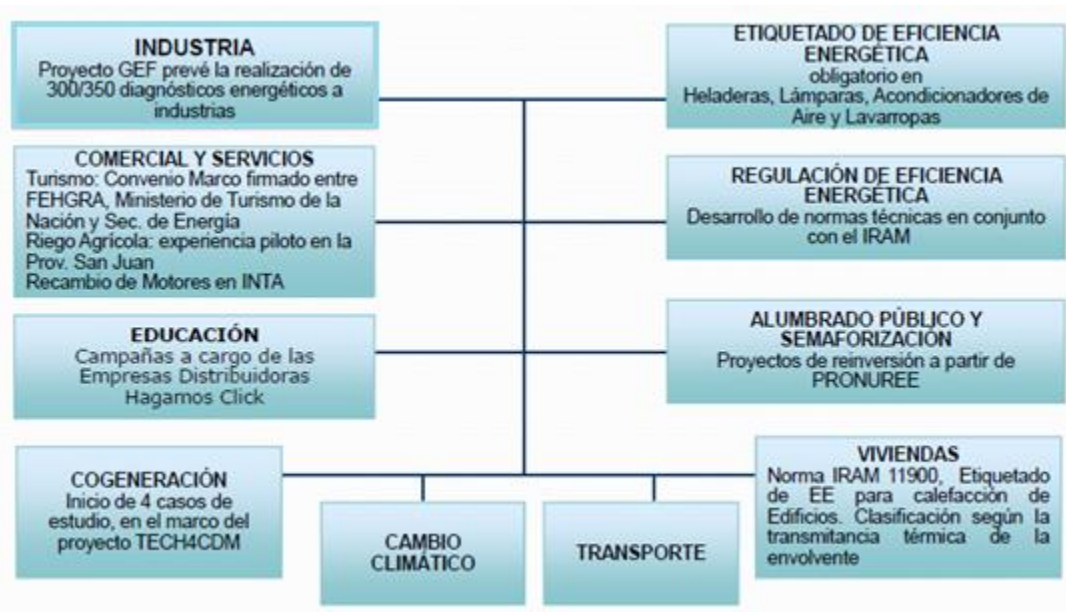 INDUSTRIA
Proyecto GEF prevé la realización de
300/350 diagnósticos energéticos a
industrias
ETIQUETADO DE EFICIENCIA
ENERGÉTICA
obligatorio en
Heladeras, Lámparas, Acondicionadores de
Aire y Lavarropas
COMERCIAL Y SERVICIOS
Turismo: Convenio Marco firmado entre
FEHGRA, Ministerio de Turismo de la
Nación y Sec. de Energía
Riego Agrícola: experiencia piloto en la
Prov. San Juan
Recambio de Motores en INTA
REGULACIÓN DE EFICIENCIA
ENERGÉTICA
Desarrollo de normas técnicas en conjunto
con el IRAM
EDUCACIÓN
Campañas a cargo de las
Empresas Distribuidoras
Hagamos Click
ALUMBRADO PÚBLICO Y
SEMAFORIZACIÓN
Proyectos de reinversión a partir de
PRONUREE
COGENERACIÓN
Inicio de 4 casos de
estudio, en el marco del
proyecto TECH4CDM
CAMBIO
CLIMÁTICO
TRANSPORTE
VIVIENDAS
Norma IRAM 11900, Etiquetado
de EE para calefacción de
Edificios. Clasificación según la
transmitancia térmica de la
envolvente